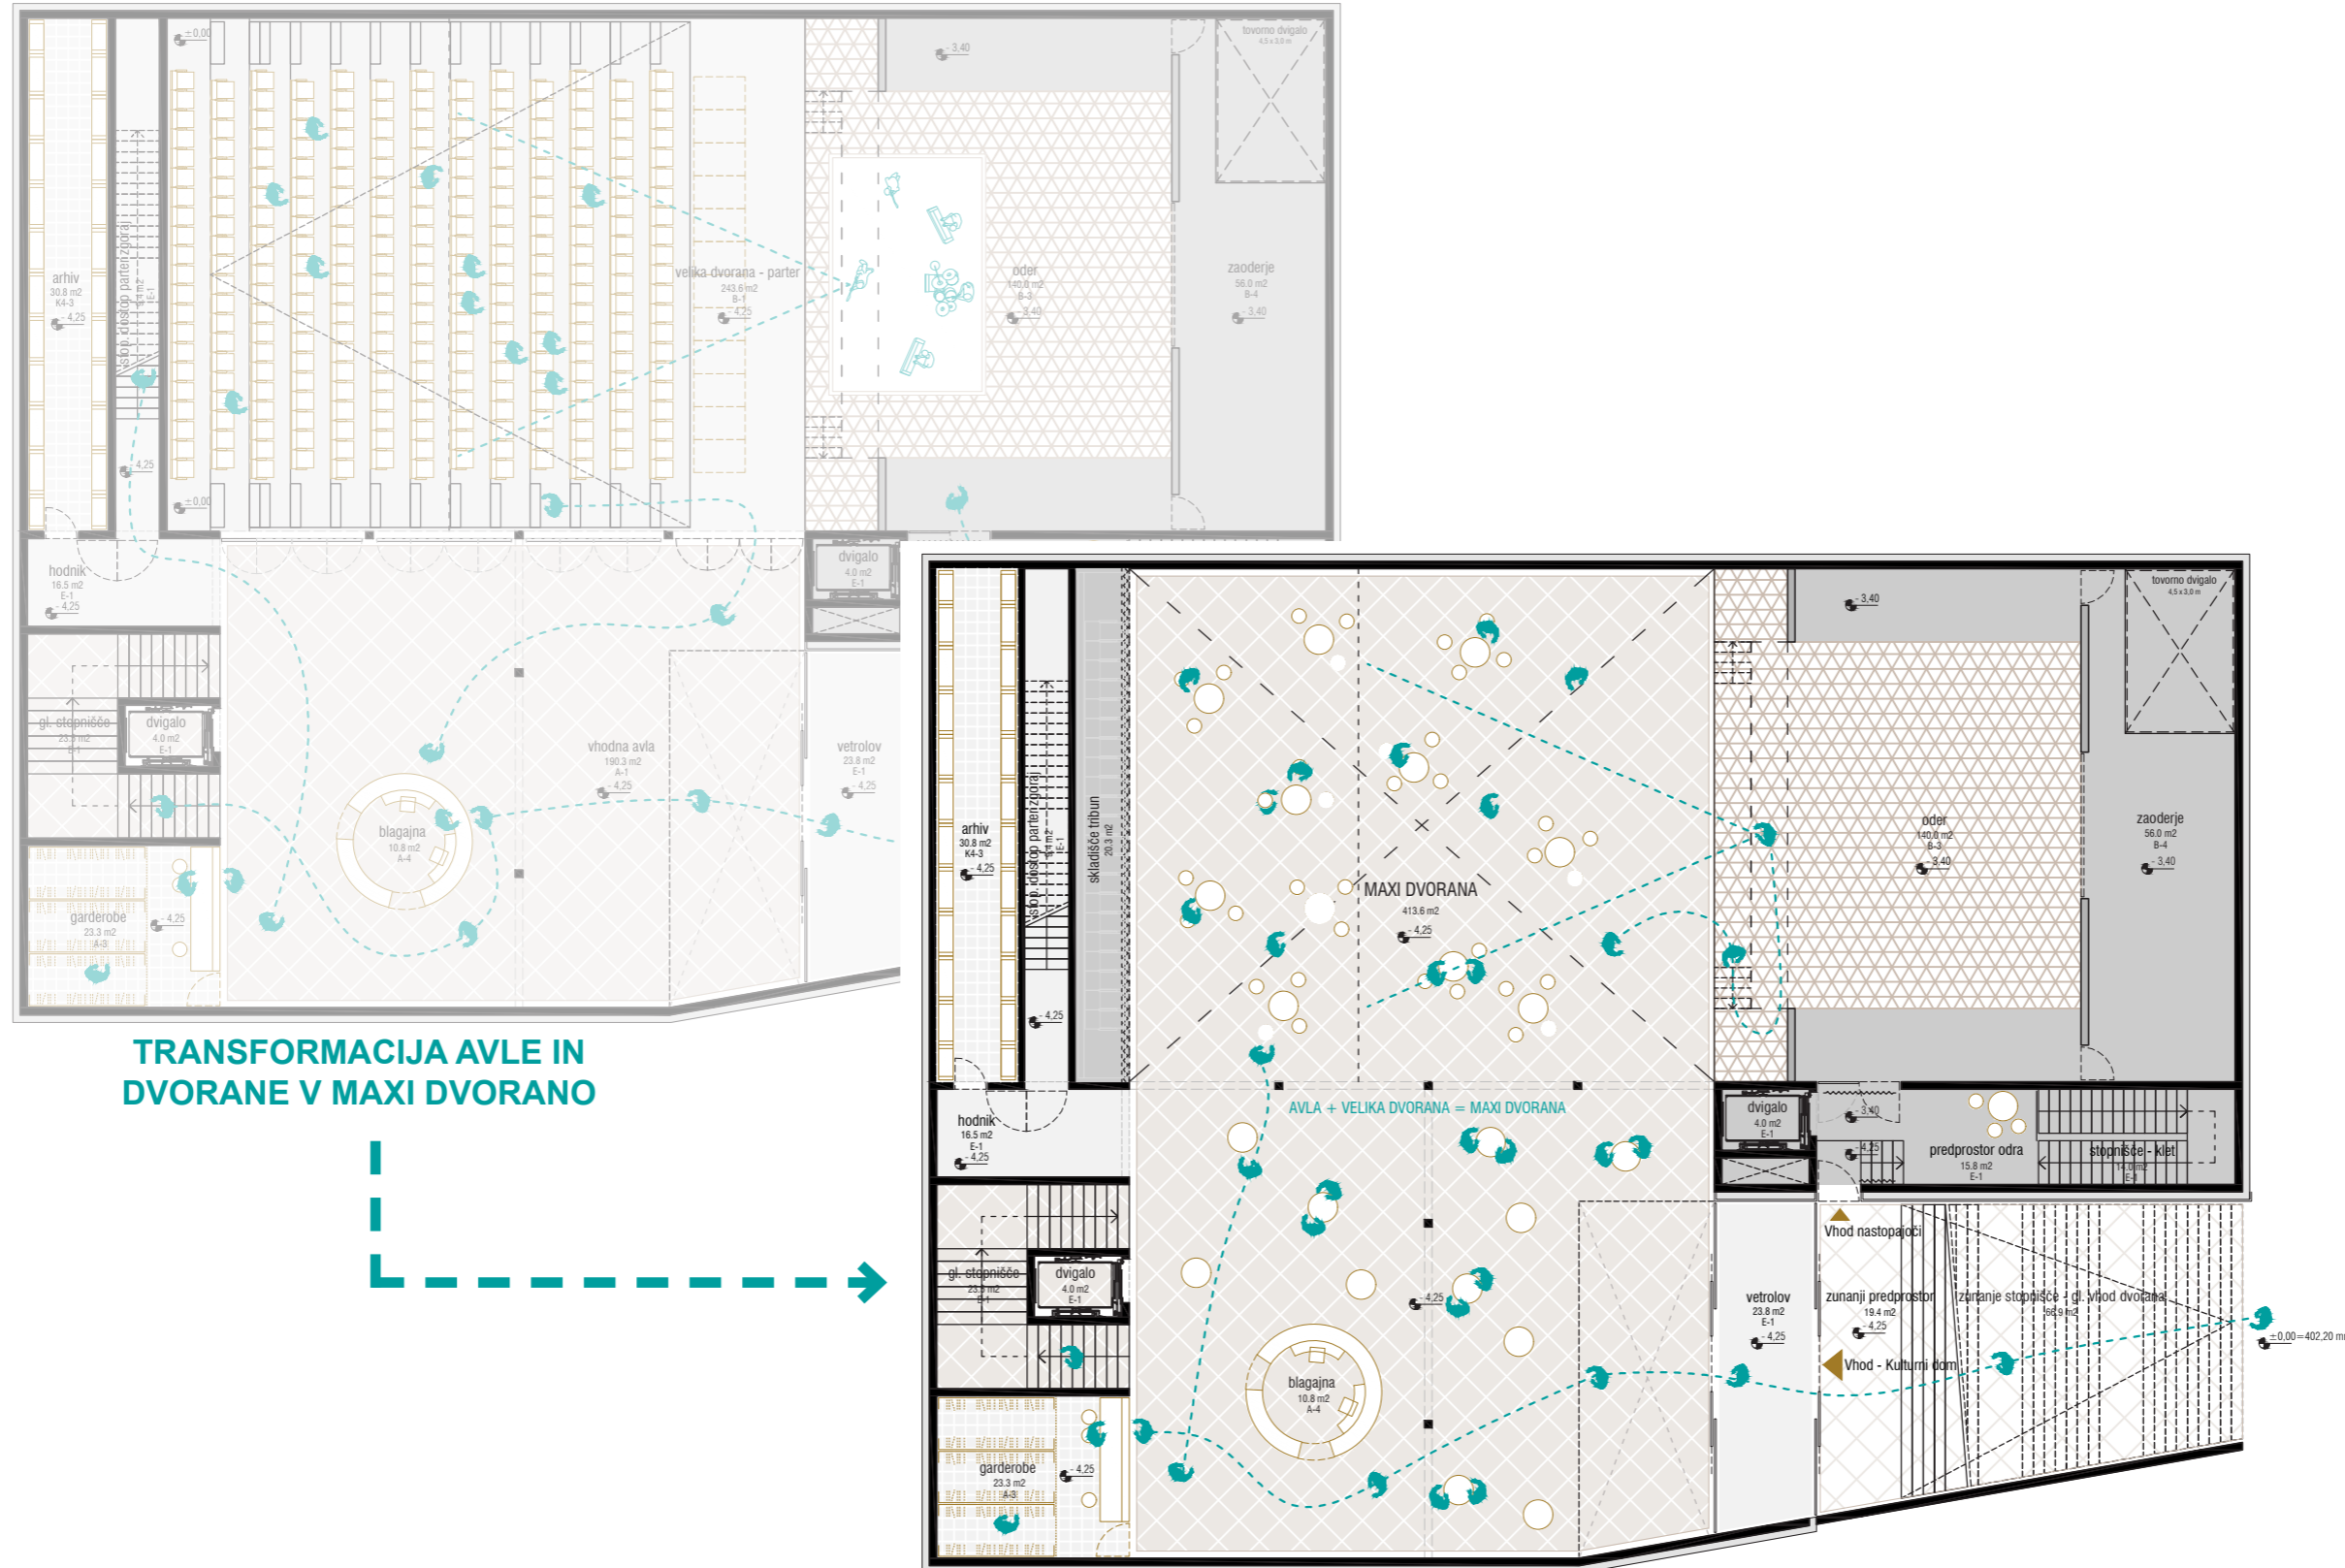 ±0,00
- 3,40
tovorno dvigalo
4,5 x 3,0 m
arhiv
30.8 m2
K4-3
- 4,25
velika dvorana - parter
243.6 m2
B-1
- 4,25
oder
140.0 m2
B-3
- 3,40
zaoderje
56.0 m2
B-4
- 3,40
stop. dostop parter zgoraj
E-1
- 4,25
±0,00
hodnik
16.5 m2
E-1
- 4,25
dvigalo
4.0 m2
E-1
gl. stopnišče
E-1
dvigalo
4.0 m2
E-1
vhodna avla
190.3 m2
A-1
- 4,25
vetrolov
23.8 m2
E-1
- 4,25
blagajna
10.8 m2
A-4
garderobe
23.3 m2
A-3
- 4,25
TRANSFORMACIJA AVLE IN
DVORANE V MAXI DVORANO
- 3,40
tovorno dvigalo
4,5 x 3,0 m
arhiv
30.8 m2
K4-3
- 4,25
stop. dostop parter zgoraj
E-1
skladišče tribun
20.3 m2
MAXI DVORANA
413.6 m2
- 4,25
oder
140.0 m2
B-3
- 3,40
zaoderje
56.0 m2
B-4
- 3,40
- 4,25
AVLA + VELIKA DVORANA = MAXI DVORANA
hodnik
16.5 m2
E-1
- 4,25
dvigalo
4.0 m2
E-1
- 3,40
- 4,25
predprostor odra
15.8 m2
E-1
stopnišče - klet
14.0 m2
E-1
Vhod nastopajoči
gl. stopnišče
E-1
dvigalo
4.0 m2
E-1
- 4,25
vetrolov
23.8 m2
E-1
- 4,25
zunanji predprostor
19.4 m2
- 4,25
zunanje stopnišče - gl. vhod dvorana
±0,00=402,20
Vhod - Kulturni dom
blagajna
10.8 m2
A-4
garderobe
23.3 m2
A-3
- 4,25